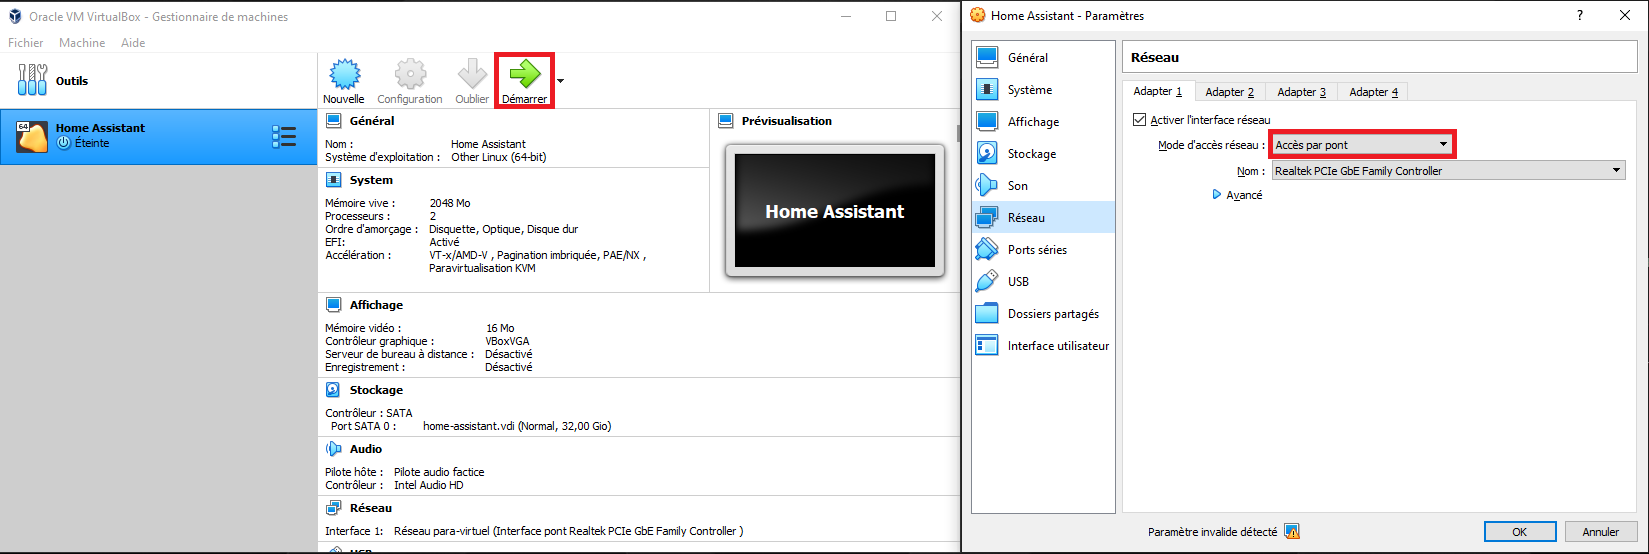 Oracle VM VirtualBox - Gestionnaire de machines
Fichier Machine Aide
Outils
Nouvelle Configuration Oublier Démarrer
64
Home Assistant
Éteinte
Général
Nom : Home Assistant
Système d'exploitation : Other Linux (64-bit)
System
Mémoire vive : 2048 Mo
Processeurs : 2
Ordre d'amorçage : Disquette, Optique, Disque dur
EFI: Activé
Accélération : VT-x/AMD-V , Pagination imbriquée, PAE/NX ,
Paravirtualisation KVM
Prévisualisation
Home Assistant
Affichage
Mémoire vidéo : 16 Mo
Contrôleur graphique : VBoxVGA
Serveur de bureau à distance : Désactivé
Enregistrement : Désactivé
Stockage
Contrôleur : SATA
Port SATA 0 : home-assistant.vdi (Normal, 32,00 Gio)
Audio
Pilote hôte : Pilote audio factice
Contrôleur : Intel Audio HD
Réseau
Interface 1: Réseau para-virtuel (Interface pont Realtek PCIe GbE Family Controller )
Home Assistant - Paramètres
?
Général
Système
Affichage
Stockage
Son
Réseau
Ports séries
USB
Dossiers partagés
Interface utilisateur
Réseau
Adapter 1 Adapter 2 Adapter 3 Adapter 4
Activer l'interface réseau
Mode d'accès réseau : Accès par pont
Nom : Realtek PCIe GbE Family Controller
Avancé
Paramètre invalide détecté
OK Annuler